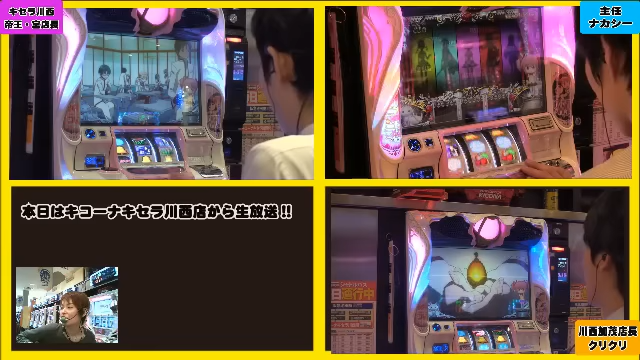 キセラ川西
帝王・宮店長
主任
ナカシー
本日はキコーナキセラ川西店から生放送!!
川西加茂店長
クリクリ